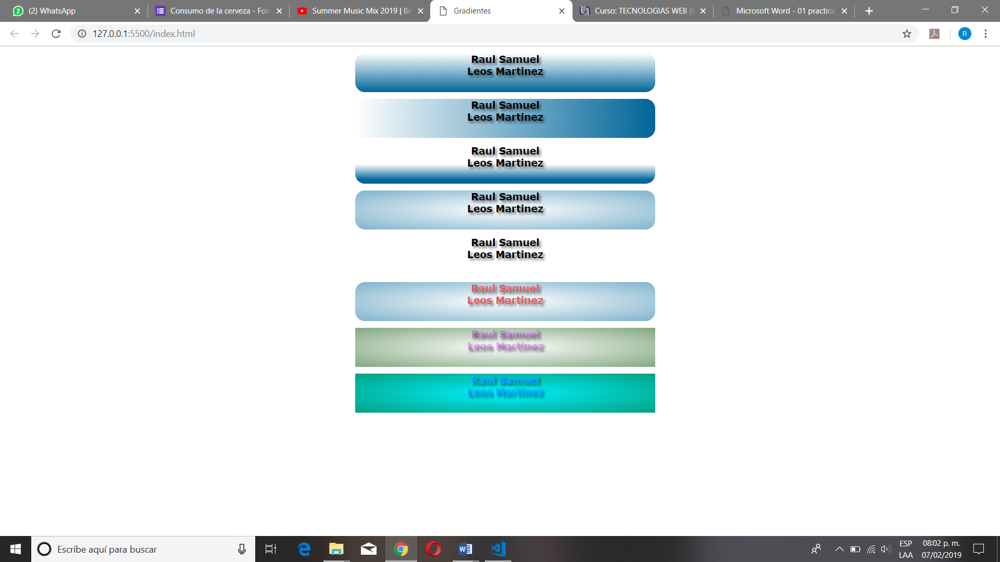 (2) WhatsApp
Consumo de la cerveza - For
Summer Music Mix 2019 | Be
Gradientes
Curso: TECNOLOGIAS WEB (6
Microsoft Word - 01 practica
127.0.0.1:5500/index.html
R
Raul Samuel
Leos Martinez
Raul Samuel
Leos Martinez
Raul Samuel
Leos Martinez
Raul Samuel
Leos Martinez
Raul Samuel
Leos Martinez
Raul Samuel
Leos Martinez
Raul Samuel
Leos Martinez
Raul Samuel
Leos Martinez
Escribe aquí para buscar
ESP
LAA
08:02 p. m.
07/02/2019